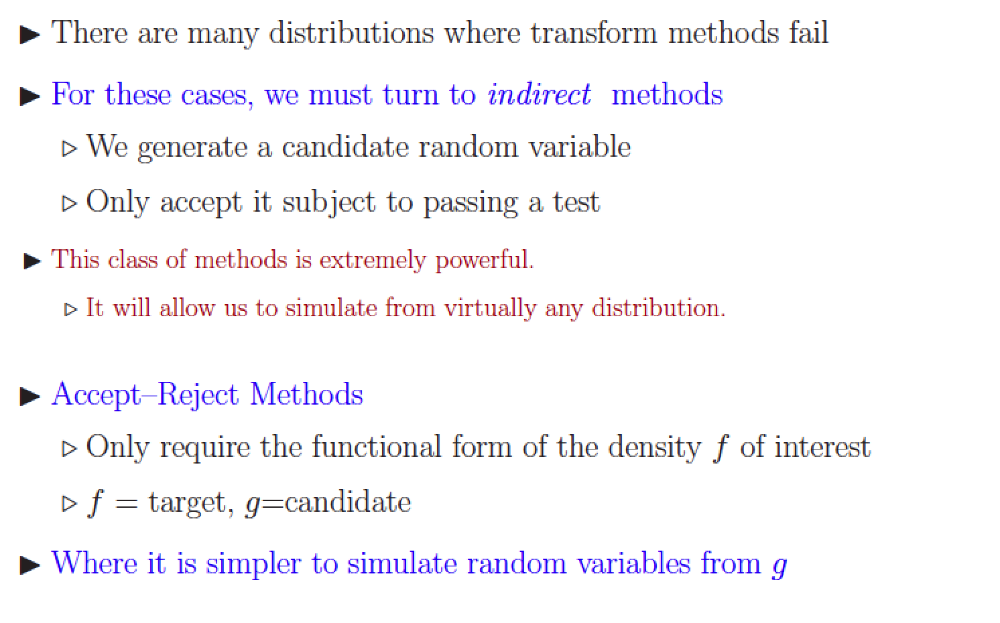 ▶ There are many distributions where transform methods fail
▶ For these cases, we must turn to indirect methods
▷ We generate a candidate random variable
▷ Only accept it subject to passing a test
▶ This class of methods is extremely powerful.
▷ It will allow us to simulate from virtually any distribution.
▶ Accept–Reject Methods
▷ Only require the functional form of the density f of interest
▷ f = target, g=candidate
▶ Where it is simpler to simulate random variables from g